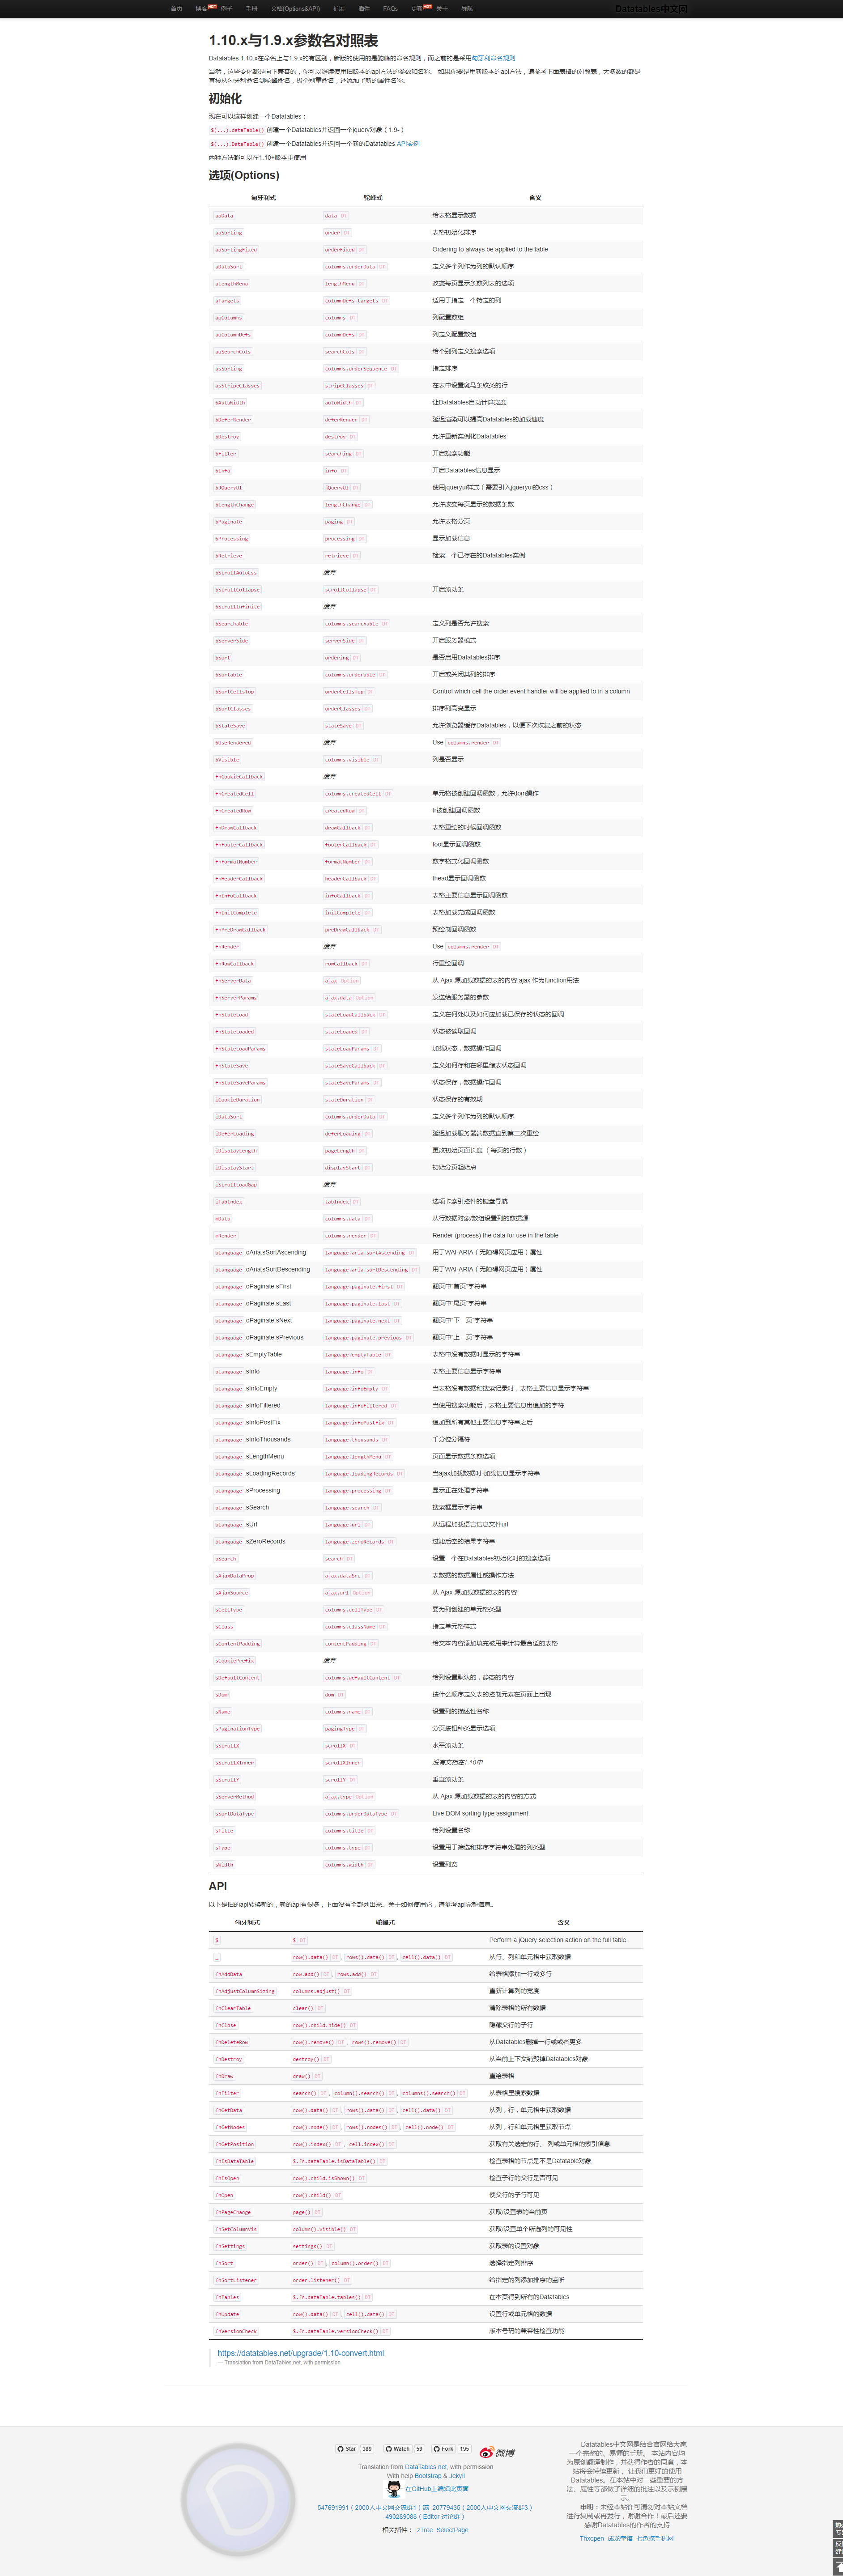 首页 博客HOT 例子 手册 文档(Options&API) 扩展 插件 FAQs 更新HOT 关于 导航 Datatables中文网
1.10.x与1.9.x参数名对照表
Datatables 1.10.x在命名上与1.9.x的有区别，新版的使用的是驼峰的命名规则，而之前的是采用匈牙利命名规则
当然，这些变化都是向下兼容的，你可以继续使用旧版本的api方法的参数和名称。 如果你要是用新版本的api方法，请参考下面表格的对照表，大多数的都是
直接从匈牙利命名到驼峰命名，极个别重命名，还添加了新的属性名称。
初始化
现在可以这样创建一个Datatables：
$(...).dataTable() 创建一个Datatables并返回一个jquery对象（1.9-）
$(...).DataTable() 创建一个Datatables并返回一个新的Datatables API实例
两种方法都可以在1.10+版本中使用
选项(Options)
匈牙利式 驼峰式 含义
aaData data DT 给表格显示数据
aaSorting order DT 表格初始化排序
aaSortingFixed orderFixed DT Ordering to always be applied to the table
aDataSort columns.orderData DT 定义多个列作为列的默认顺序
aLengthMenu lengthMenu DT 改变每页显示条数列表的选项
aTargets columnDefs.targets DT 适用于指定一个特定的列
aoColumns columns DT 列配置数组
aoColumnDefs columnDefs DT 列定义配置数组
aoSearchCols searchCols DT 给个别列定义搜索选项
asSorting columns.orderSequence DT 指定排序
asStripeClasses stripeClasses DT 在表中设置斑马条纹类的行
bAutoWidth autoWidth DT 让Datatables自动计算宽度
bDeferRender deferRender DT 延迟渲染可以提高Datatables的加载速度
bDestroy destroy DT 允许重新实例化Datatables
bFilter searching DT 开启搜索功能
bInfo info DT 开启Datatables信息显示
bJQueryUI jQueryUI DT 使用jqueryui样式（需要引入jqueryui的css）
bLengthChange lengthChange DT 允许改变每页显示的数据条数
bPaginate paging DT 允许表格分页
bProcessing processing DT 显示加载信息
bRetrieve retrieve DT 检索一个已存在的Datatables实例
bScrollAutoCss 废弃
bScrollCollapse scrollCollapse DT 开启滚动条
bScrollInfinite 废弃
bSearchable columns.searchable DT 定义列是否允许搜索
bServerSide serverSide DT 开启服务器模式
bSort ordering DT 是否启用Datatables排序
bSortable columns.orderable DT 开启或关闭某列的排序
bSortCellsTop orderCellsTop DT Control which cell the order event handler will be applied to in a column
bSortClasses orderClasses DT 排序列高亮显示
bStateSave stateSave DT 允许浏览器缓存Datatables，以便下次恢复之前的状态
bUseRendered 废弃 Use columns.render DT
bVisible columns.visible DT 列是否显示
fnCookieCallback 废弃
fnCreatedCell columns.createdCell DT 单元格被创建回调函数，允许dom操作
fnCreatedRow createdRow DT tr被创建回调函数
fnDrawCallback drawCallback DT 表格重绘的时候回调函数
fnFooterCallback footerCallback DT foot显示回调函数
fnFormatNumber formatNumber DT 数字格式化回调函数
fnHeaderCallback headerCallback DT thead显示回调函数
fnInfoCallback infoCallback DT 表格主要信息显示回调函数
fnInitComplete initComplete DT 表格加载完成回调函数
fnPreDrawCallback preDrawCallback DT 预绘制回调函数
fnRender 废弃 Use columns.render DT
fnRowCallback rowCallback DT 行重绘回调
fnServerData ajax Option 从 Ajax 源加载数据的表的内容,ajax 作为function用法
fnServerParams ajax.data Option 发送给服务器的参数
fnStateLoad stateLoadCallback DT 定义在何处以及如何应加载已保存的状态的回调
fnStateLoaded stateLoaded DT 状态被读取回调
fnStateLoadParams stateLoadParams DT 加载状态，数据操作回调
fnStateSave stateSaveCallback DT 定义如何存和在哪里储表状态回调
fnStateSaveParams stateSaveParams DT 状态保存，数据操作回调
iCookieDuration stateDuration DT 状态保存的有效期
iDataSort columns.orderData DT 定义多个列作为列的默认顺序
iDeferLoading deferLoading DT 延迟加载服务器端数据直到第二次重绘
iDisplayLength pageLength DT 更改初始页面长度 （每页的行数）
iDisplayStart displayStart DT 初始分页起始点
iScrollLoadGap 废弃
iTabIndex tabIndex DT 选项卡索引控件的键盘导航
mData columns.data DT 从行数据对象/数组设置列的数据源
mRender columns.render DT Render (process) the data for use in the table
oLanguage.oAria.sSortAscending language.aria.sortAscending DT 用于WAI-ARIA（无障碍网页应用）属性
oLanguage.oAria.sSortDescending language.aria.sortDescending DT 用于WAI-ARIA（无障碍网页应用）属性
oLanguage.oPaginate.sFirst language.paginate.first DT 翻页中“首页”字符串
oLanguage.oPaginate.sLast language.paginate.last DT 翻页中“尾页”字符串
oLanguage.oPaginate.sNext language.paginate.next DT 翻页中“下一页”字符串
oLanguage.oPaginate.sPrevious language.paginate.previous DT 翻页中“上一页”字符串
oLanguage.sEmptyTable language.emptyTable DT 表格中没有数据时显示的字符串
oLanguage.sInfo language.info DT 表格主要信息显示字符串
oLanguage.sInfoEmpty language.infoEmpty DT 当表格没有数据和搜索记录时，表格主要信息显示字符串
oLanguage.sInfoFiltered language.infoFiltered DT 当使用搜索功能后，表格主要信息出追加的字符
oLanguage.sInfoPostFix language.infoPostFix DT 追加到所有其他主要信息字符串之后
oLanguage.sInfoThousands language.thousands DT 千分位分隔符
oLanguage.sLengthMenu language.lengthMenu DT 页面显示数据条数选项
oLanguage.sLoadingRecords language.loadingRecords DT 当ajax加载数据时-加载信息显示字符串
oLanguage.sProcessing language.processing DT 显示正在处理字符串
oLanguage.sSearch language.search DT 搜索框显示字符串
oLanguage.sUrl language.url DT 从远程加载语言信息文件url
oLanguage.sZeroRecords language.zeroRecords DT 过滤后空的结果字符串
oSearch search DT 设置一个在Datatables初始化时的搜索选项
sAjaxDataProp ajax.dataSrc DT 表数据的数据属性或操作方法
sAjaxSource ajax.url Option 从 Ajax 源加载数据的表的内容
sCellType columns.cellType DT 要为列创建的单元格类型
sClass columns.className DT 指定单元格样式
sContentPadding contentPadding DT 给文本内容添加填充被用来计算最合适的表格
sCookiePrefix 废弃
sDefaultContent columns.defaultContent DT 给列设置默认的，静态的内容
sDom dom DT 按什么顺序定义表的控制元素在页面上出现
sName columns.name DT 设置列的描述性名称
sPaginationType pagingType DT 分页按钮种类显示选项
sScrollX scrollX DT 水平滚动条
sScrollXInner scrollXInner 没有文档在1.10中
sScrollY scrollY DT 垂直滚动条
sServerMethod ajax.type Option 从 Ajax 源加载数据的表的内容的方式
sSortDataType columns.orderDataType DT Live DOM sorting type assignment
sTitle columns.title DT 给列设置名称
sType columns.type DT 设置用于筛选和排序字符串处理的列类型
sWidth columns.width DT 设置列宽
API
以下是旧的api转换新的，新的api有很多，下面没有全部列出来。关于如何使用它，请参考api完整信息。
匈牙利式 驼峰式 含义
$ $ DT Perform a jQuery selection action on the full table.
_ row().data() DT, rows().data() DT, cell().data() DT 从行、列和单元格中获取数据
fnAddData row.add() DT, rows.add() DT 给表格添加一行或多行
fnAdjustColumnSizing columns.adjust() DT 重新计算列的宽度
fnClearTable clear() DT 清除表格的所有数据
fnClose row().child.hide() DT 隐藏父行的子行
fnDeleteRow row().remove() DT, rows().remove() DT 从Datatables删掉一行或或者更多
fnDestroy destroy() DT 从当前上下文销毁掉Datatables对象
fnDraw draw() DT 重绘表格
fnFilter search() DT, column().search() DT, columns().search() DT 从表格里搜索数据
fnGetData row().data() DT, rows().data() DT, cell().data() DT 从列，行，单元格中获取数据
fnGetNodes row().node() DT, rows().nodes() DT, cell().node() DT 从列，行和单元格里获取节点
fnGetPosition row().index() DT, cell.index() DT 获取有关选定的行、 列或单元格的索引信息
fnIsDataTable $.fn.dataTable.isDataTable() DT 检查表格的节点是不是Datatable对象
fnIsOpen row().child.isShown() DT 检查子行的父行是否可见
fnOpen row().child() DT 使父行的子行可见
fnPageChange page() DT 获取/设置表的当前页
fnSetColumnVis column().visible() DT 获取/设置单个所选列的可见性
fnSettings settings() DT 获取表的设置对象
fnSort order() DT, column().order() DT 选择指定列排序
fnSortListener order.listener() DT 给指定的列添加排序的监听
fnTables $.fn.dataTable.tables() DT 在本页得到所有的Datatables
fnUpdate row().data() DT, cell().data() DT 设置行或单元格的数据
fnVersionCheck $.fn.dataTable.versionCheck() DT 版本号码的兼容性检查功能
https://datatables.net/upgrade/1.10-convert.html
— Translation from DataTables.net, with permission
Star 389 Watch 59 Fork 195 微博
Translation from DataTables.net, with permission
With help Bootstrap & Jekyll
在GitHub上编辑此页面
547691991（2000人中文网交流群1）满 20779435（2000人中文网交流群3）
490289088（Editor 讨论群）
相关插件： zTree SelectPage
Datatables中文网是结合官网给大家
一个完整的、易懂的手册。 本站内容均
为原创翻译制作，并获得作者的同意，本
站将会持续更新， 让我们更好的使用
Datatables。在本站中对一些重要的方
法、属性等都做了详细的批注以及示例展
示。
申明：未经本站许可请勿对本站文档
进行复制或再发行，谢谢合作！最后还要
感谢Datatables的作者的支持
Thxopen 成龙掌馆 七色蝶手机网